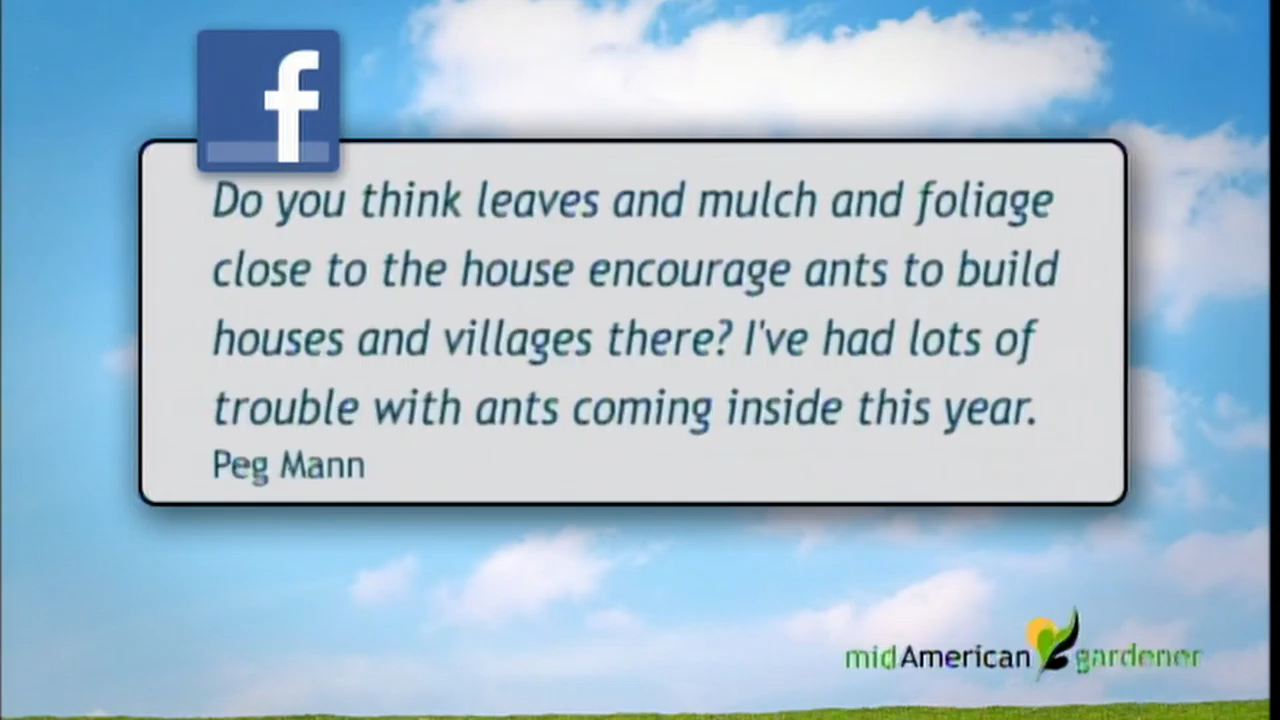 f
Do you think leaves and mulch and foliage
close to the house encourage ants to build
houses and villages there? I've had lots of
trouble with ants coming inside this year.
Peg Mann
midAmerican gardener